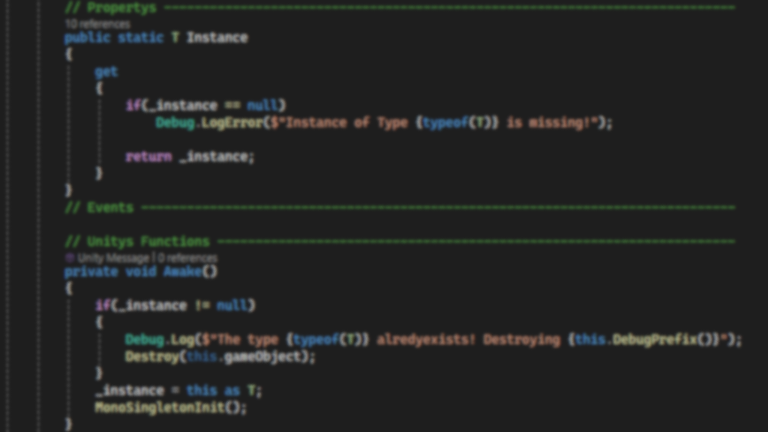 // Propertys ------------------------------------------------------------------------
10 references
public static T Instance
{
get
{
if(_instance == null)
Debug.LogError($"Instance of Type {typeof(T)} is missing!");
return _instance;
}
}
// Events ---------------------------------------------------------------------------
// Unitys Functions -----------------------------------------------------------------
Unity Message | 0 references
private void Awake()
{
if(_instance != null)
{
Debug.Log($"The type {typeof(T)} alredyexists! Destroying {this.DebugPrefix()}");
Destroy(this.gameObject);
}
_instance = this as T;
MonoSingletonInit();
}